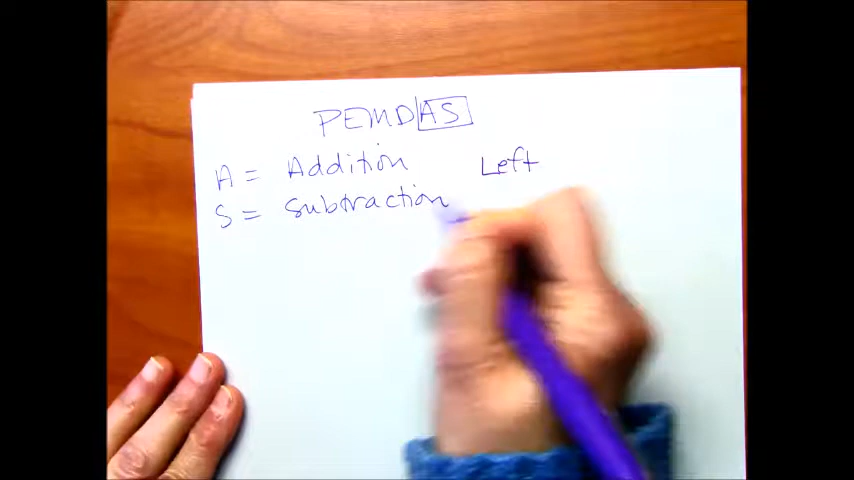 PEMDAS
A = Addition Left
S = Subtraction